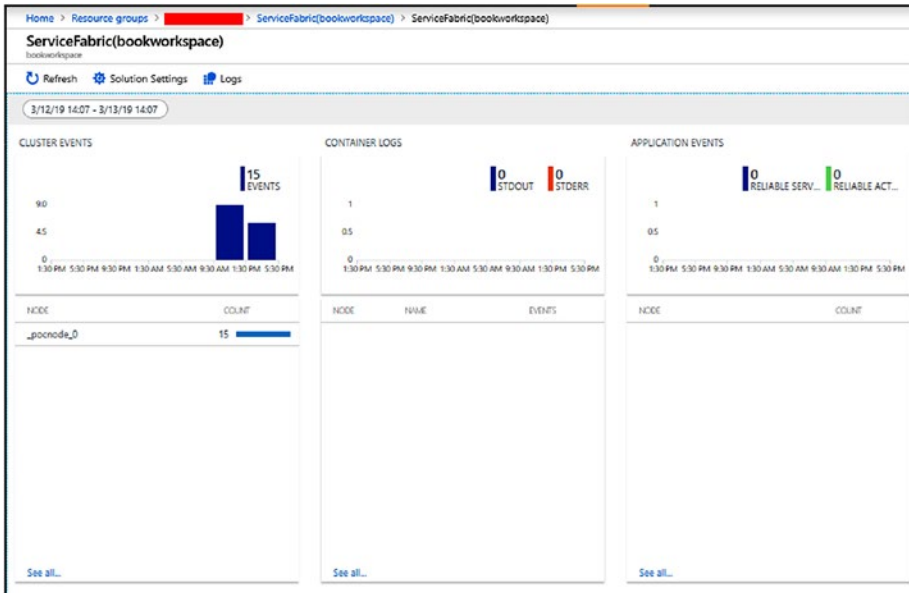 Home > Resource groups > > ServiceFabric(bookworkspace) > ServiceFabric(bookworkspace)
ServiceFabric(bookworkspace)
bookworkspace
Refresh Solution Settings Logs
3/12/19 14:07 - 3/13/19 14:07
CLUSTER EVENTS
15
EVENTS
9.0
4.5
0
1:30 PM 5:30 PM 9:30 PM 1:30 AM 5:30 AM 9:30 AM 1:30 PM 5:30 PM
NODE COUNT
_pocnode_0 15
See all...
CONTAINER LOGS
0 0
STDOUT STDERR
1
0.5
0
1:30 PM 5:30 PM 9:30 PM 1:30 AM 5:30 AM 9:30 AM 1:30 PM 5:30 PM
NODE NAME EVENTS
See all...
APPLICATION EVENTS
0 0
RELIABLE SERV... RELIABLE ACT...
1
0.5
0
1:30 PM 5:30 PM 9:30 PM 1:30 AM 5:30 AM 9:30 AM 1:30 PM 5:30 PM
NODE COUNT
See all...